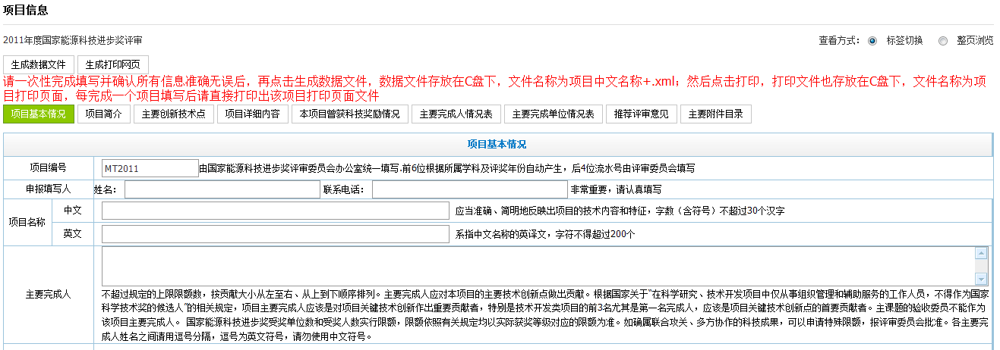 项目信息
2011年度国家能源科技进步奖评审 查看方式： 标签切换 整页浏览
生成数据文件 生成打印网页
请一次性完成填写并确认所有信息准确无误后，再点击生成数据文件，数据文件存放在C盘下，文件名称为项目中文名称+.xml；然后点击打印，打印文件也存放在C盘下，文件名称为项
目打印页面，每完成一个项目填写后请直接打印出该项目打印页面文件
项目基本情况 项目简介 主要创新技术点 项目详细内容 本项目曾获科技奖励情况 主要完成人情况表 主要完成单位情况表 推荐评审意见 主要附件目录
项目基本情况
项目编号 MT2011 由国家能源科技进步奖评审委员会办公室统一填写.前6位根据所属学科及评奖年份自动产生，后4位流水号由评审委员会填写
申报填写人 姓名： 联系电话： 非常重要，请认真填写
项目名称 中文 应当准确、简明地反映出项目的技术内容和特征，字数（含符号）不超过30个汉字
英文 系指中文名称的英译文，字符不得超过200个
主要完成人
不超过规定的上限限额数，按贡献大小从左至右、从上到下顺序排列。主要完成人应对本项目的主要技术创新点做出贡献。根据国家关于“在科学研究、技术开发项目中仅从事组织管理和辅助服务的工作人员，不得作为国家
科学技术奖的候选人”的相关规定，项目主要完成人应该是对项目关键技术创新作出重要贡献者，特别是技术开发类项目的前3名尤其是第一名完成人，应该是项目关键技术创新点的首要贡献者。主课题的验收委员不能作为
该项目主要完成人。 国家能源科技进步奖受奖单位数和受奖人数实行限额，限额依照有关规定均以实际获奖等级对应的限额为准。如确属联合攻关、多方协作的科技成果，可以申请特殊限额，报评审委员会批准。各主要完
成人姓名之间请用逗号分隔，逗号为英文符号，请勿使用中文符号。